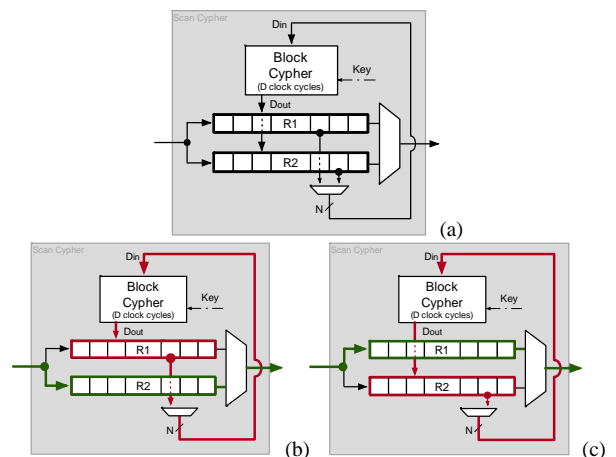 Scan Cypher
Din
Block
Cypher
(D clock cycles)
Key
Dout
R1
R2
N
(a)
Scan Cypher
Din
Block
Cypher
(D clock cycles)
Key
Dout
R1
R2
N
(b)
Scan Cypher
Din
Block
Cypher
(D clock cycles)
Key
Dout
R1
R2
N
(c)